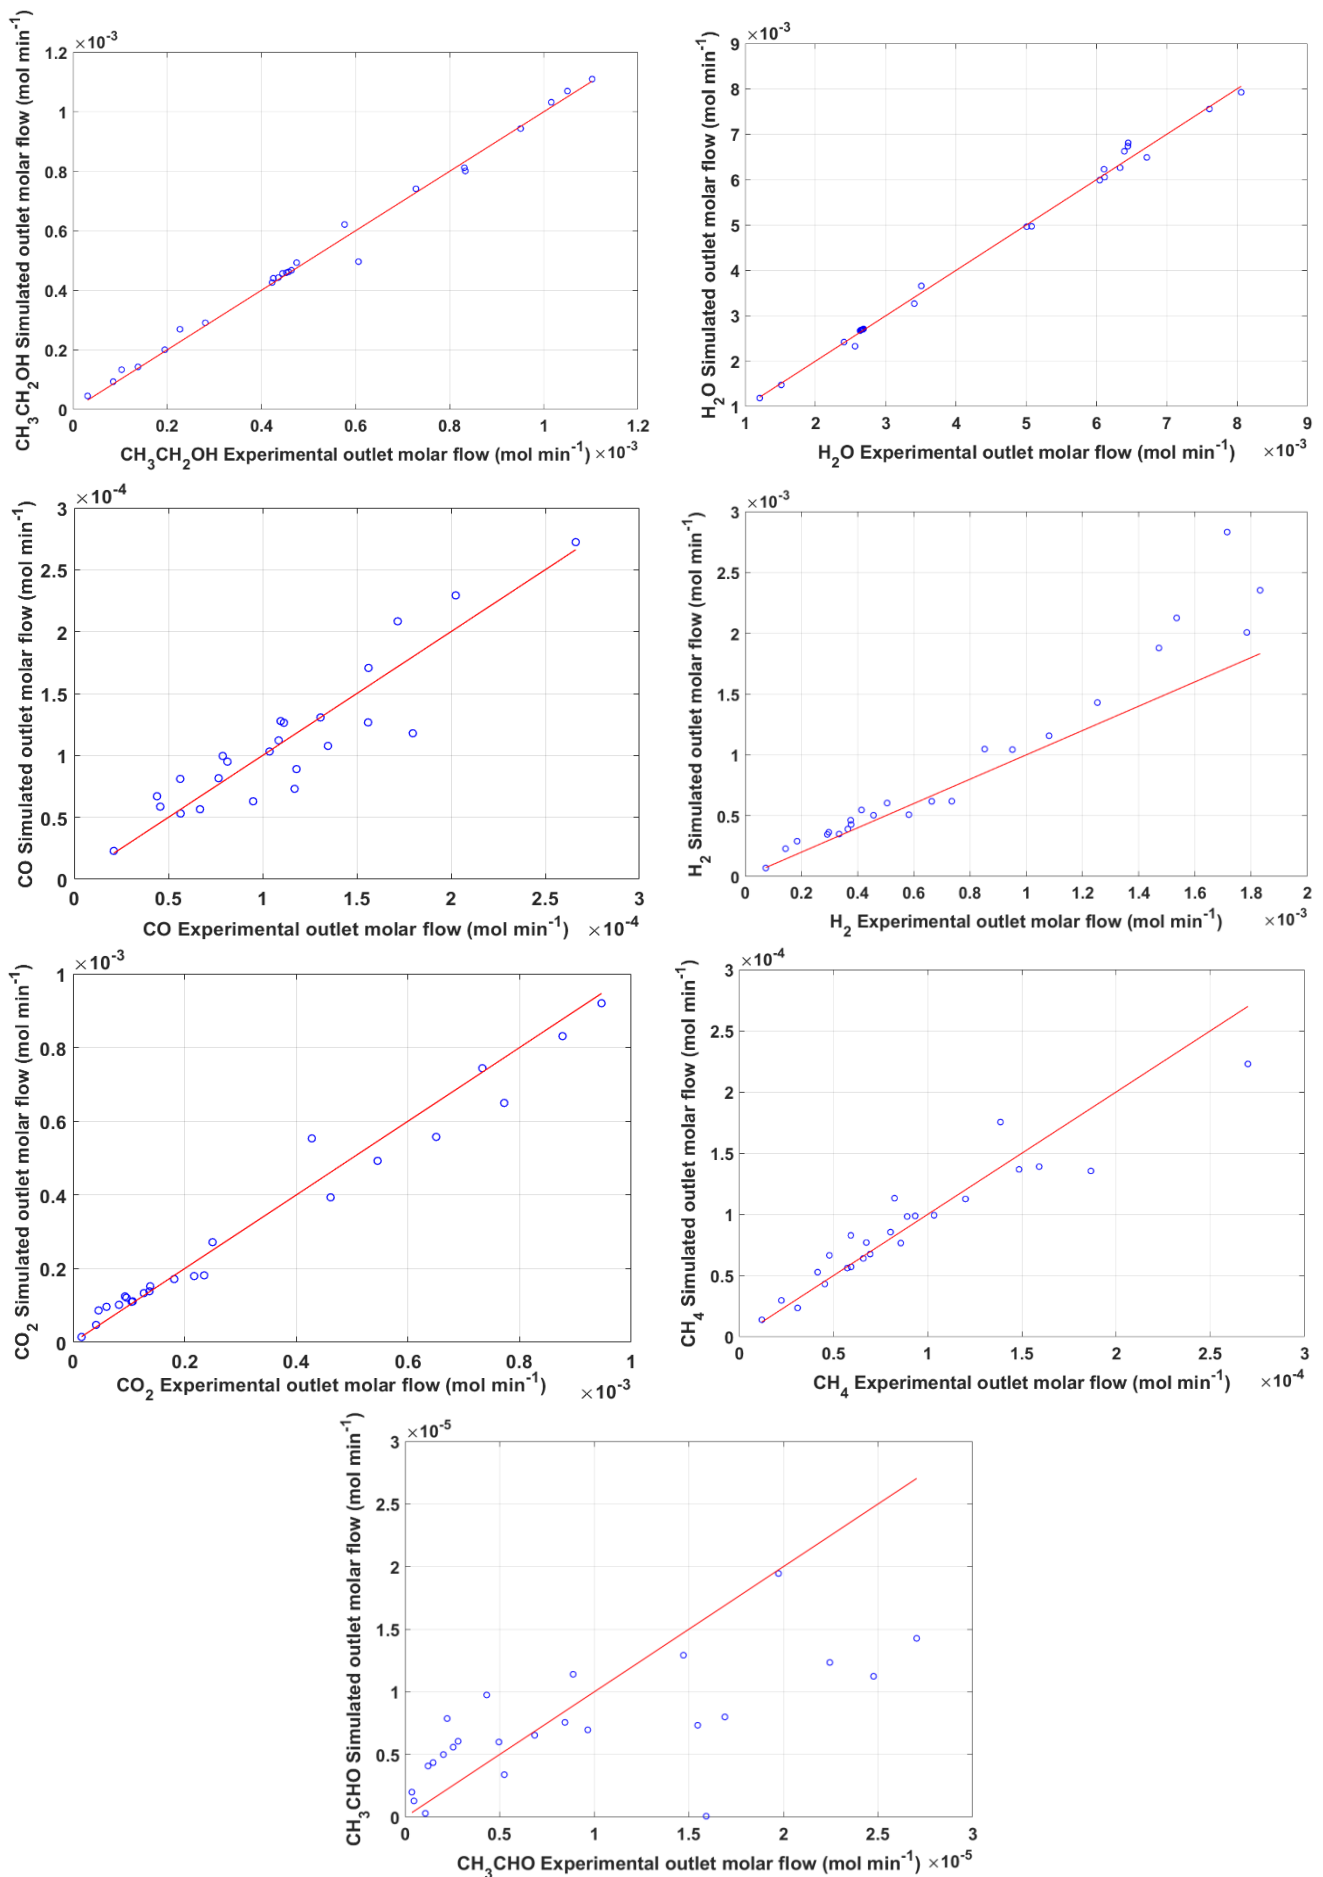 ×10-3
1.2
1
0.8
0.6
0.4
0.2
0
0 0.2 0.4 0.6 0.8 1 1.2
CH3CH2OH Simulated outlet molar flow (mol min-1)
CH3CH2OH Experimental outlet molar flow (mol min-1) ×10-3
×10-3
9
8
7
6
5
4
3
2
1
1 2 3 4 5 6 7 8 9
H2O Simulated outlet molar flow (mol min-1)
H2O Experimental outlet molar flow (mol min-1) ×10-3
×10-4
3
2.5
2
1.5
1
0.5
0
0 0.5 1 1.5 2 2.5 3
CO Simulated outlet molar flow (mol min-1)
CO Experimental outlet molar flow (mol min-1) ×10-4
×10-3
3
2.5
2
1.5
1
0.5
0
0 0.2 0.4 0.6 0.8 1 1.2 1.4 1.6 1.8 2
H2 Simulated outlet molar flow (mol min-1)
H2 Experimental outlet molar flow (mol min-1) ×10-3
×10-3
1
0.8
0.6
0.4
0.2
0
0 0.2 0.4 0.6 0.8 1
CO2 Simulated outlet molar flow (mol min-1)
CO2 Experimental outlet molar flow (mol min-1) ×10-3
×10-4
3
2.5
2
1.5
1
0.5
0
0 0.5 1 1.5 2 2.5 3
CH4 Simulated outlet molar flow (mol min-1)
CH4 Experimental outlet molar flow (mol min-1) ×10-4
×10-5
3
2.5
2
1.5
1
0.5
0
0 0.5 1 1.5 2 2.5 3
CH3CHO Simulated outlet molar flow (mol min-1)
CH3CHO Experimental outlet molar flow (mol min-1) ×10-5